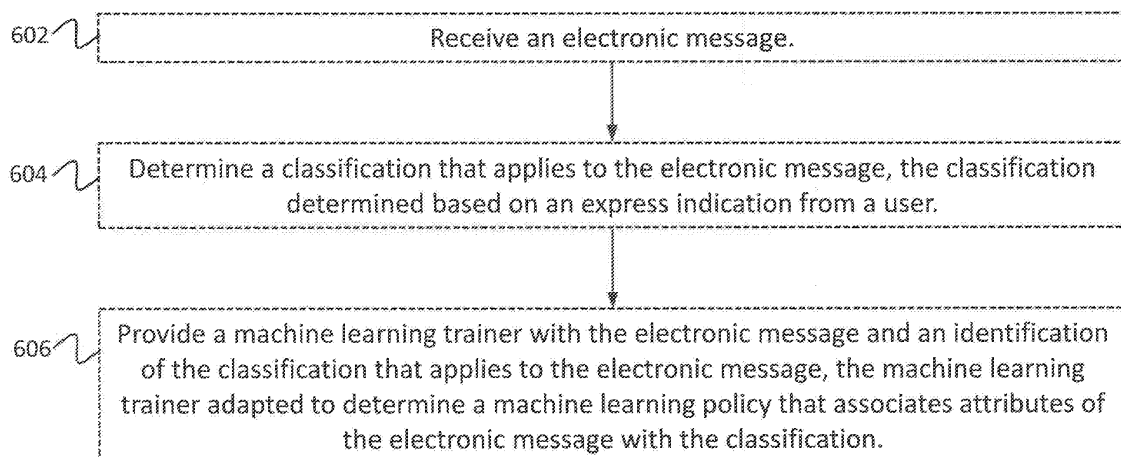 602
Receive an electronic message.
604
Determine a classification that applies to the electronic message, the classification
determined based on an express indication from a user.
606
Provide a machine learning trainer with the electronic message and an identification
of the classification that applies to the electronic message, the machine learning
trainer adapted to determine a machine learning policy that associates attributes of
the electronic message with the classification.